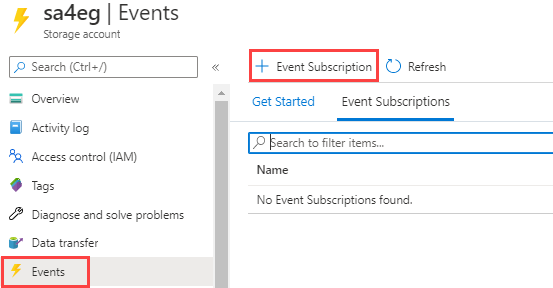 sa4eg | Events
Storage account
Search (Ctrl+/)
«
Overview
Activity log
Access control (IAM)
Tags
Diagnose and solve problems
Data transfer
Events
+ Event Subscription
Refresh
Get Started
Event Subscriptions
Search to filter items...
Name
No Event Subscriptions found.